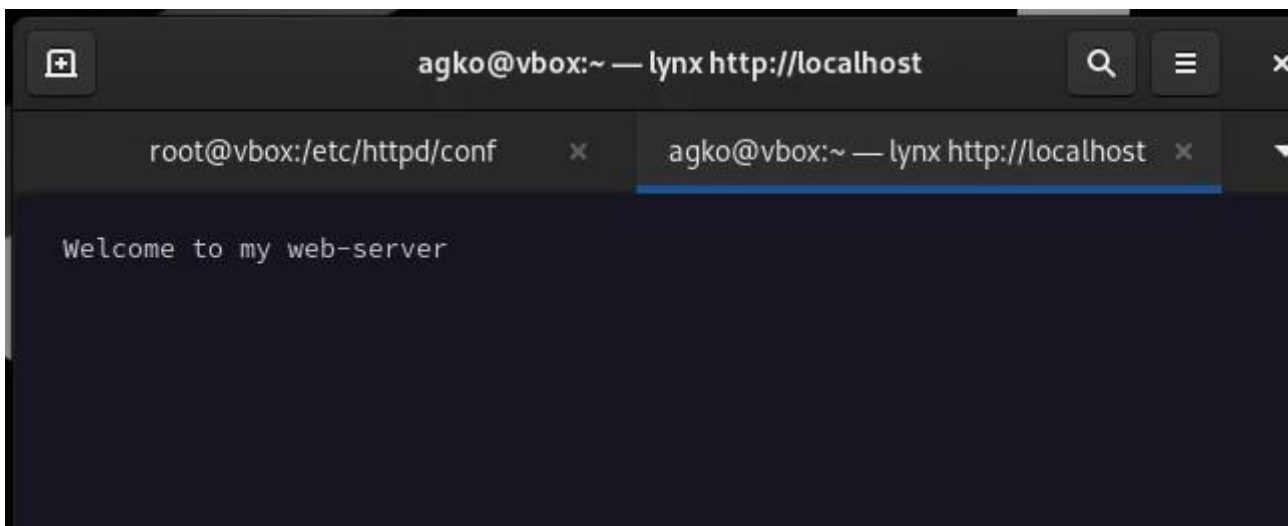 agko@vbox:~ — lynx http://localhost
root@vbox:/etc/httpd/conf
agko@vbox:~ — lynx http://localhost
Welcome to my web-server